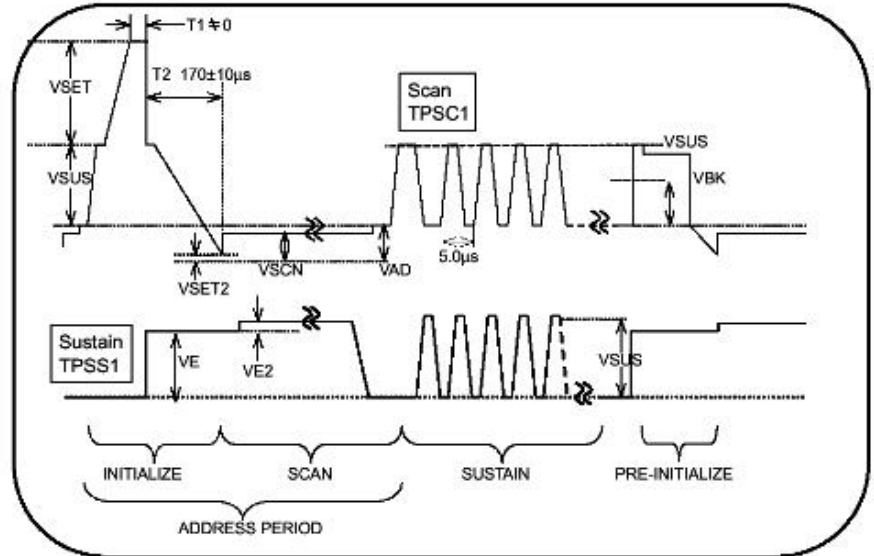 T1≒0
T2 170±10µs
VSET
Scan
TPSC1
VSUS
VSUS
VBK
5.0µs
VSCN
VAD
VSET2
Sustain
TPSS1
VE
VE2
VSUS
INITIALIZE
SCAN
SUSTAIN
PRE-INITIALIZE
ADDRESS PERIOD